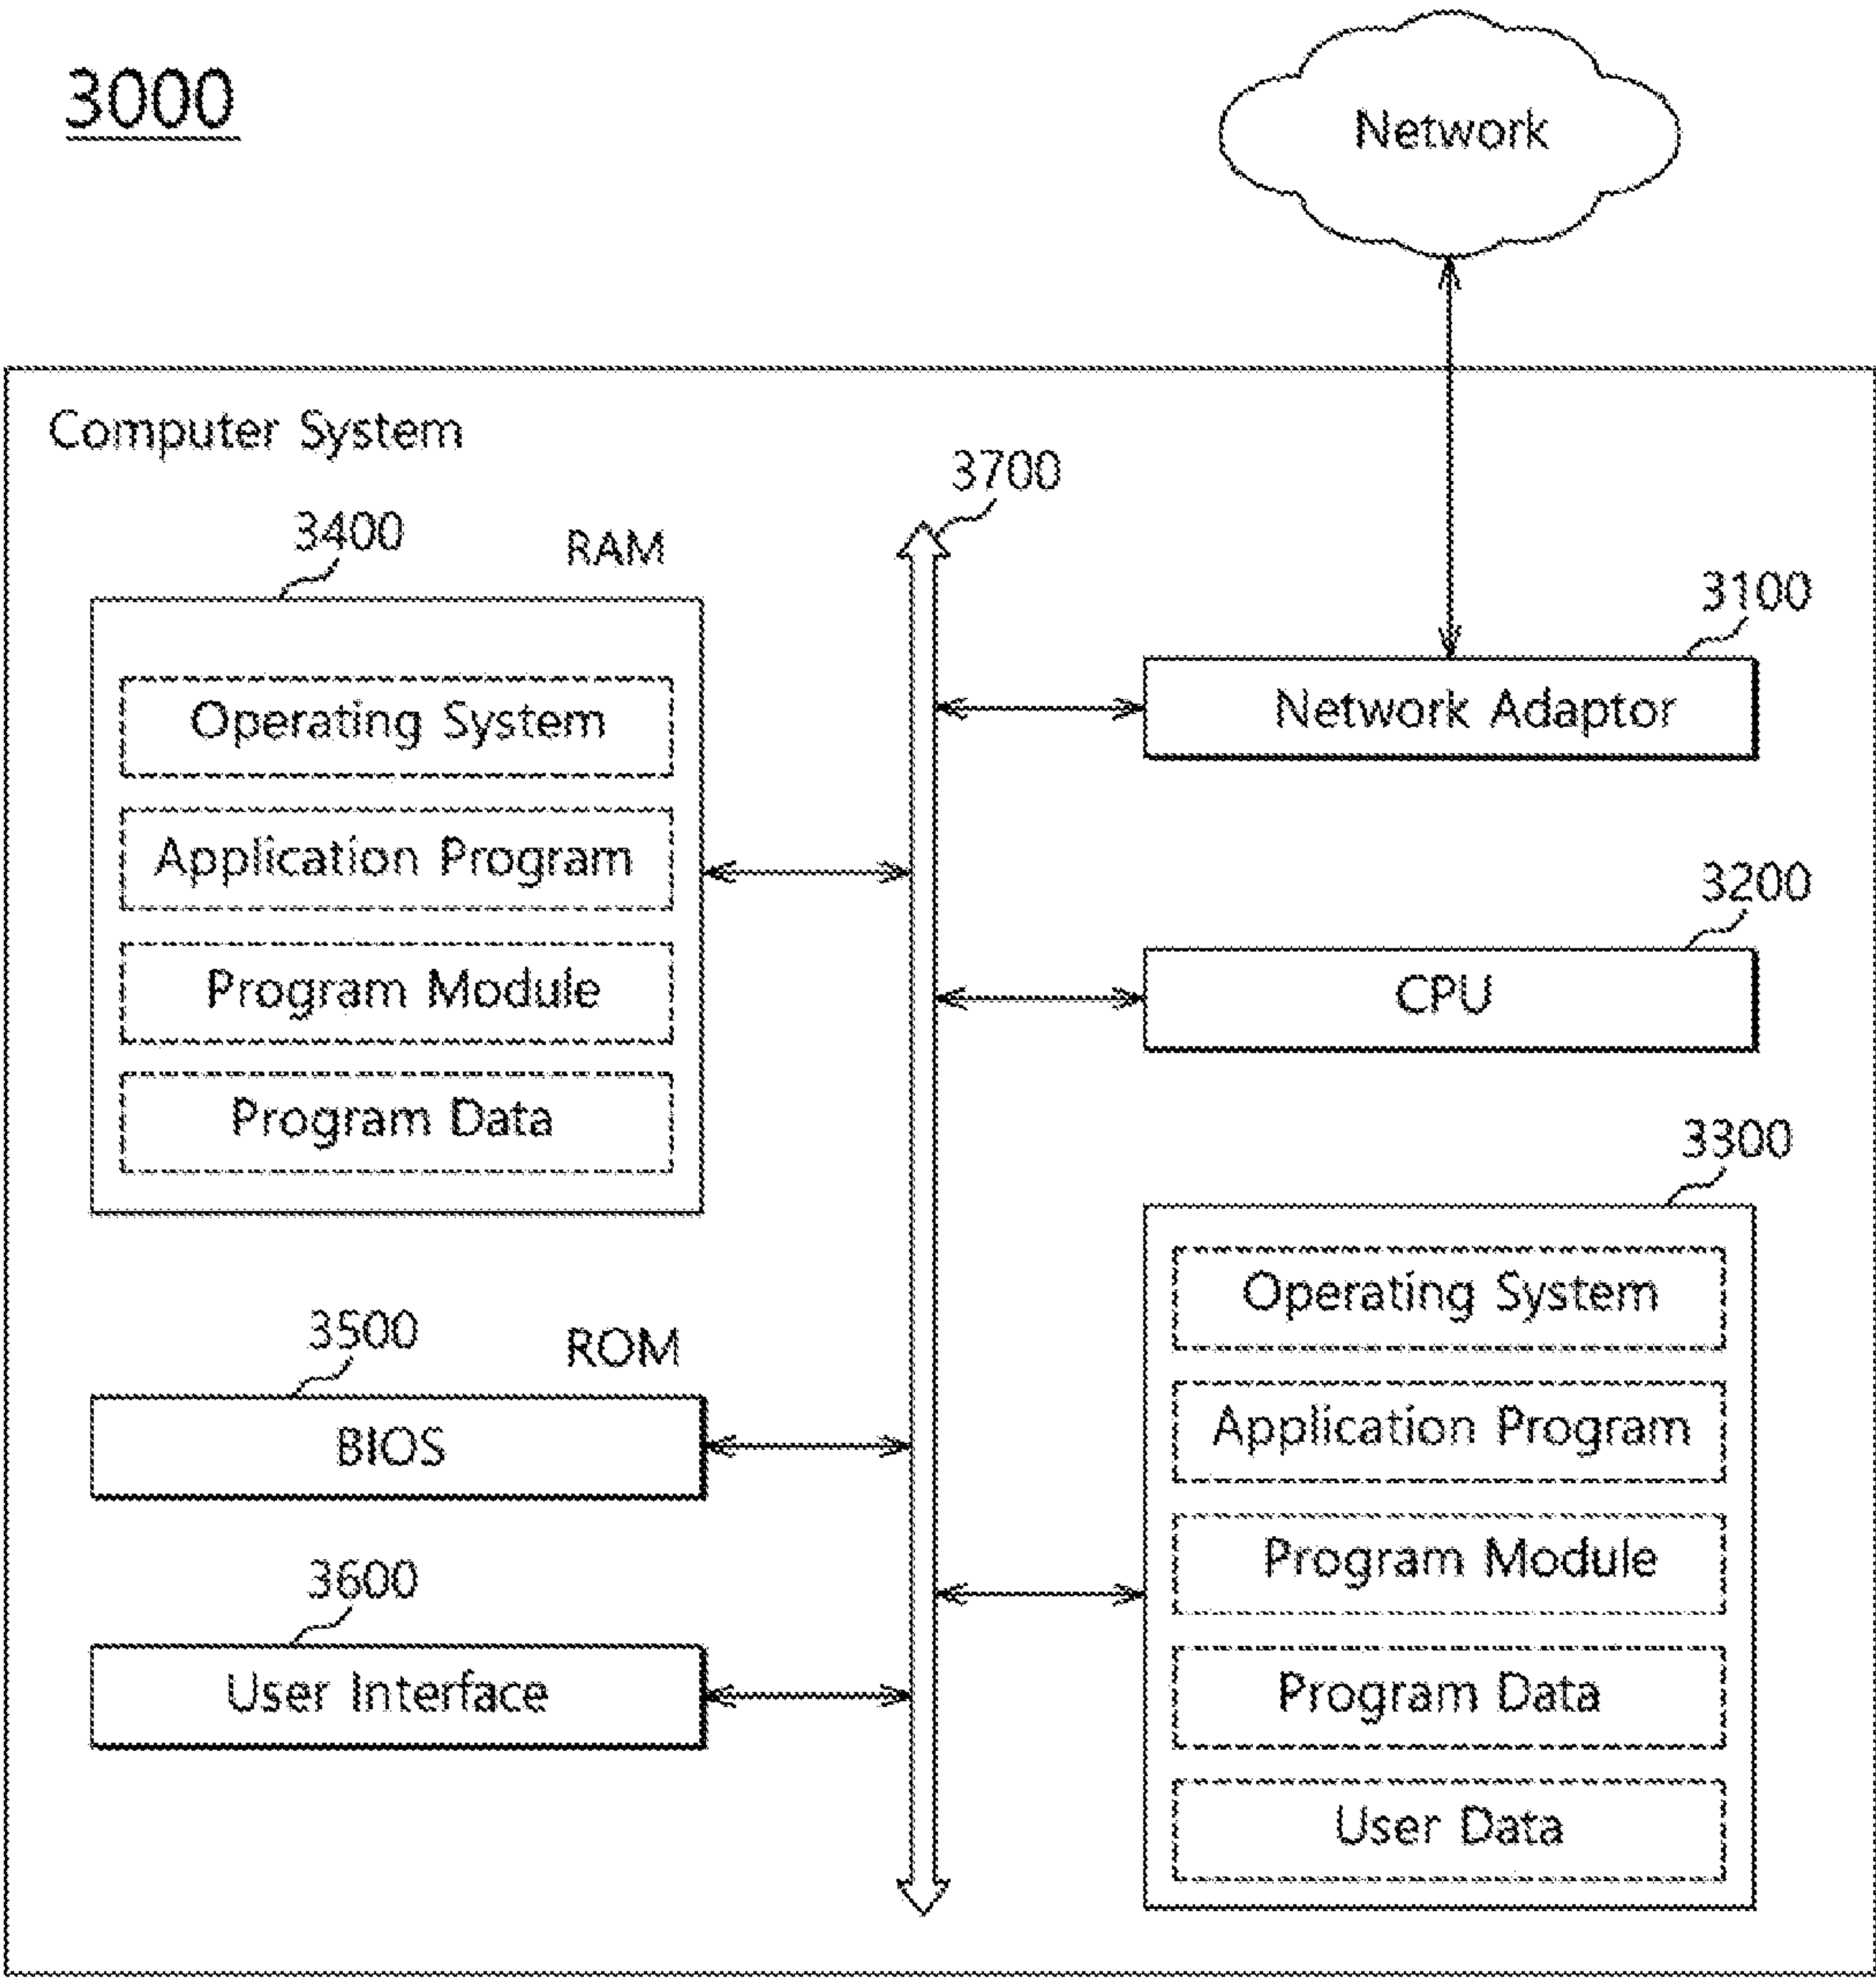 3000
Network
Computer System
3700
3400
RAM
3100
Operating System
Network Adaptor
Application Program
3200
Program Module
CPU
Program Data
3300
Operating System
3500
ROM
Application Program
BIOS
Program Module
3600
User Interface
Program Data
User Data